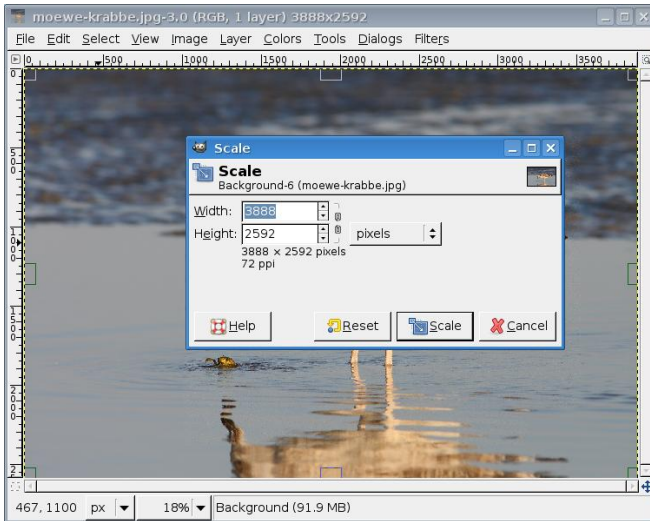 moewe-krabbe.jpg-3.0 (RGB, 1 layer) 3888x2592
File Edit Select View Image Layer Colors Tools Dialogs Filters
0 500 1000 1500 2000 2500 3000 3500
Scale
Scale
Background-6 (moewe-krabbe.jpg)
Width: 3888
Height: 2592 pixels
3888 × 2592 pixels
72 ppi
Help Reset Scale Cancel
467, 1100 px 18% Background (91.9 MB)